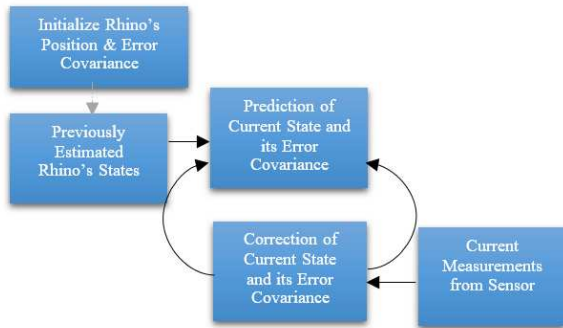 Initialize Rhino's
Position & Error
Covariance
Previously
Estimated
Rhino's States
Prediction of
Current State and
its Error
Covariance
Correction of
Current State
and its Error
Covariance
Current
Measurements
from Sensor